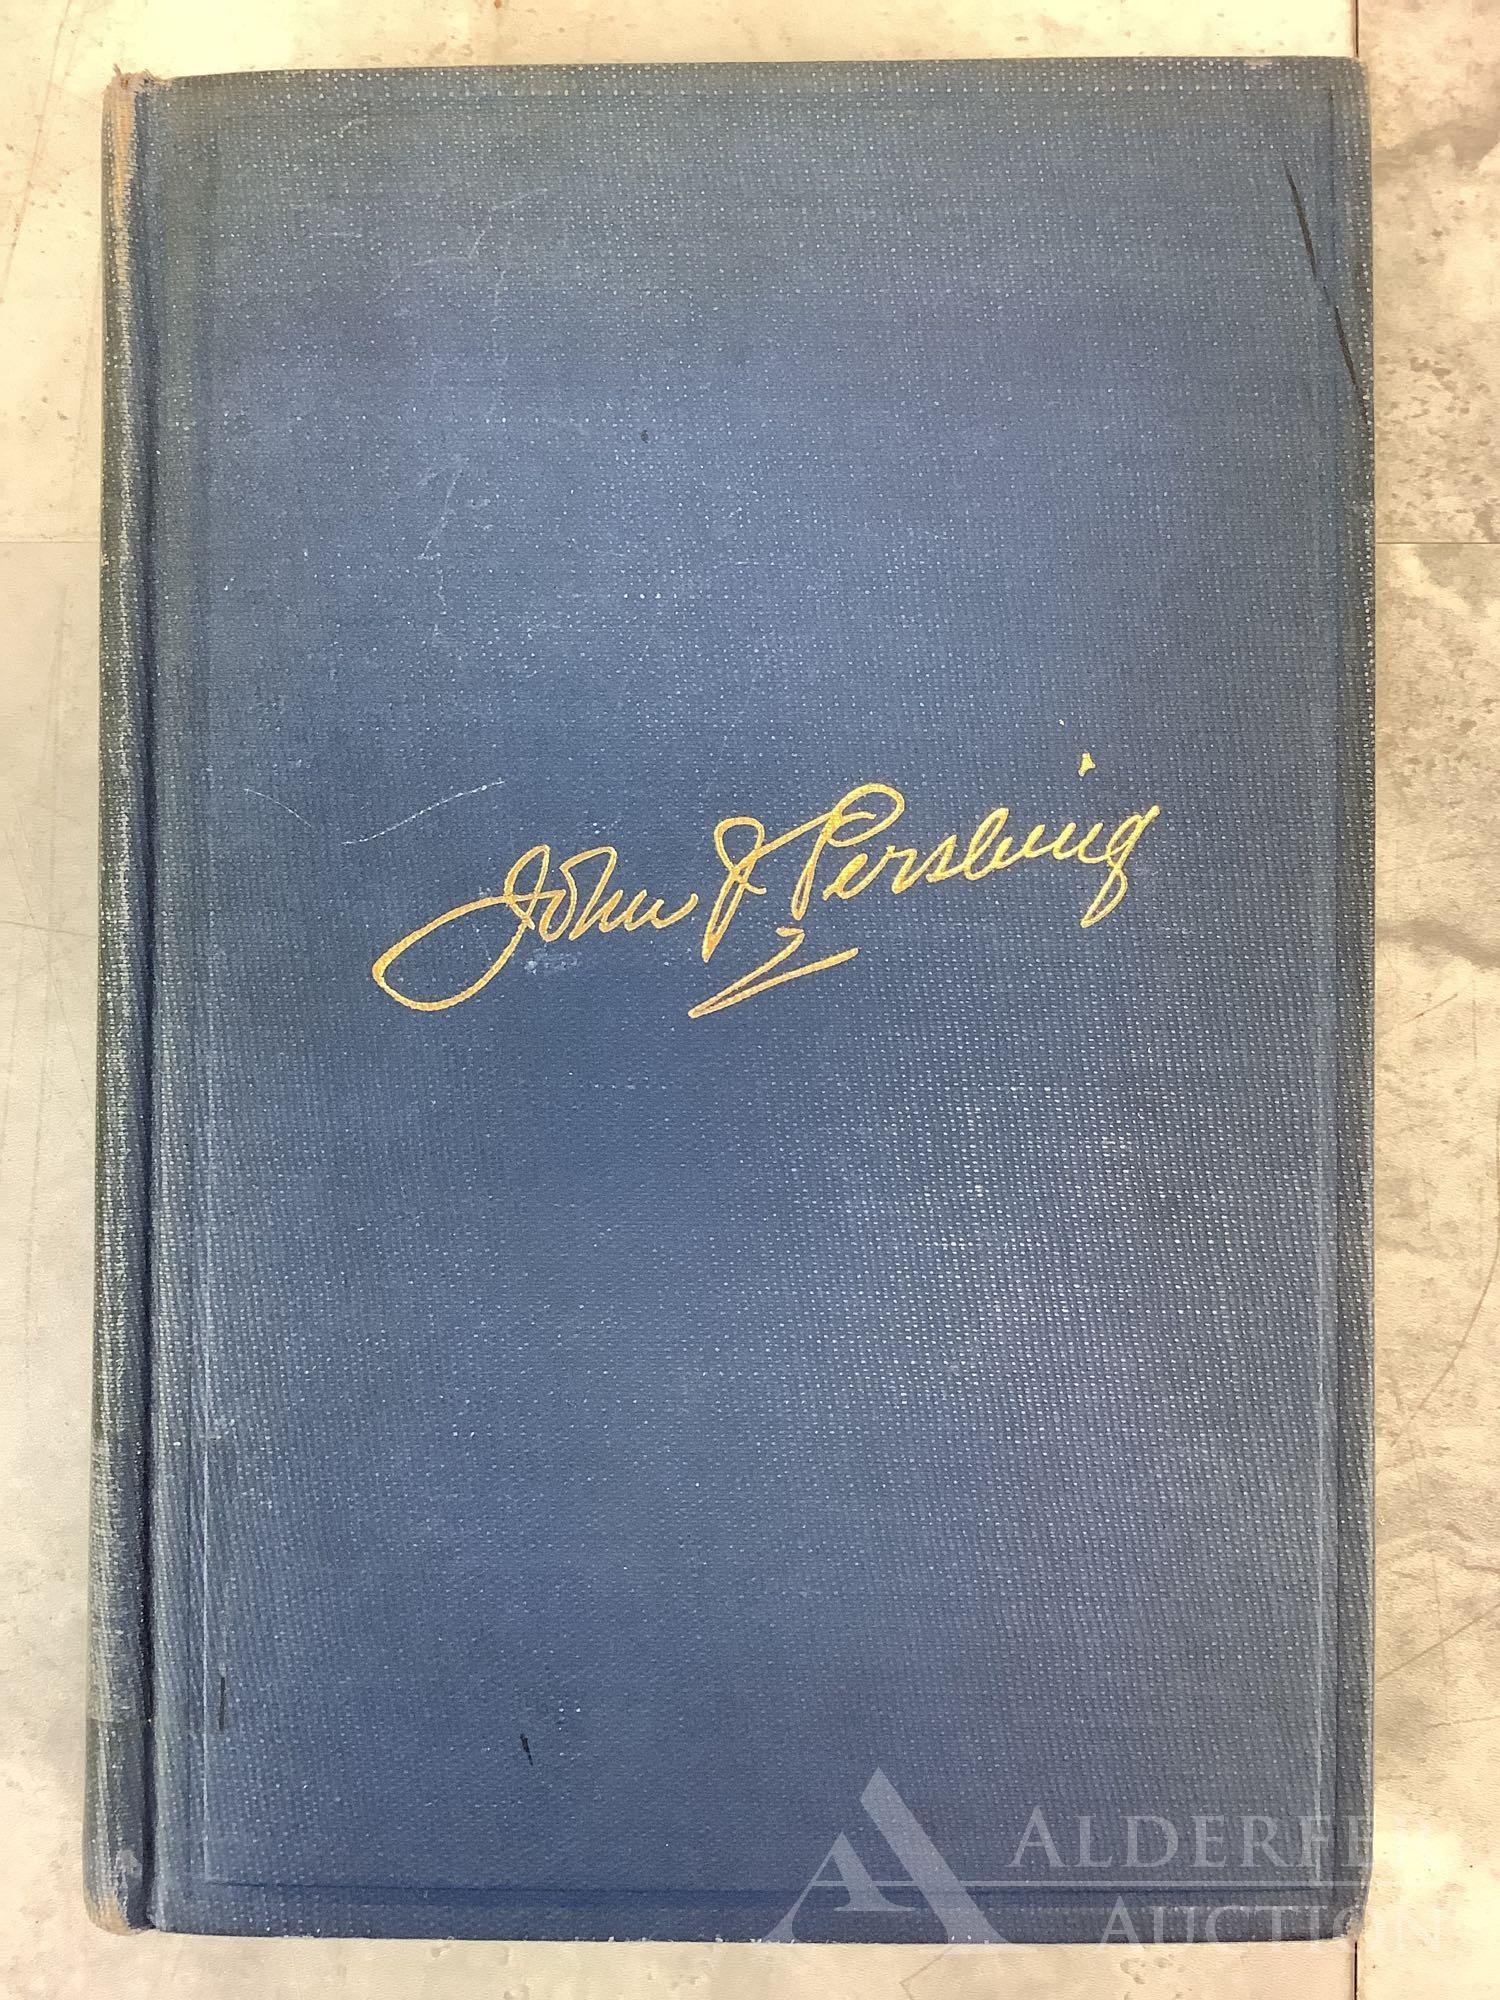 John J Pershing
ALDERFER
AUCTION